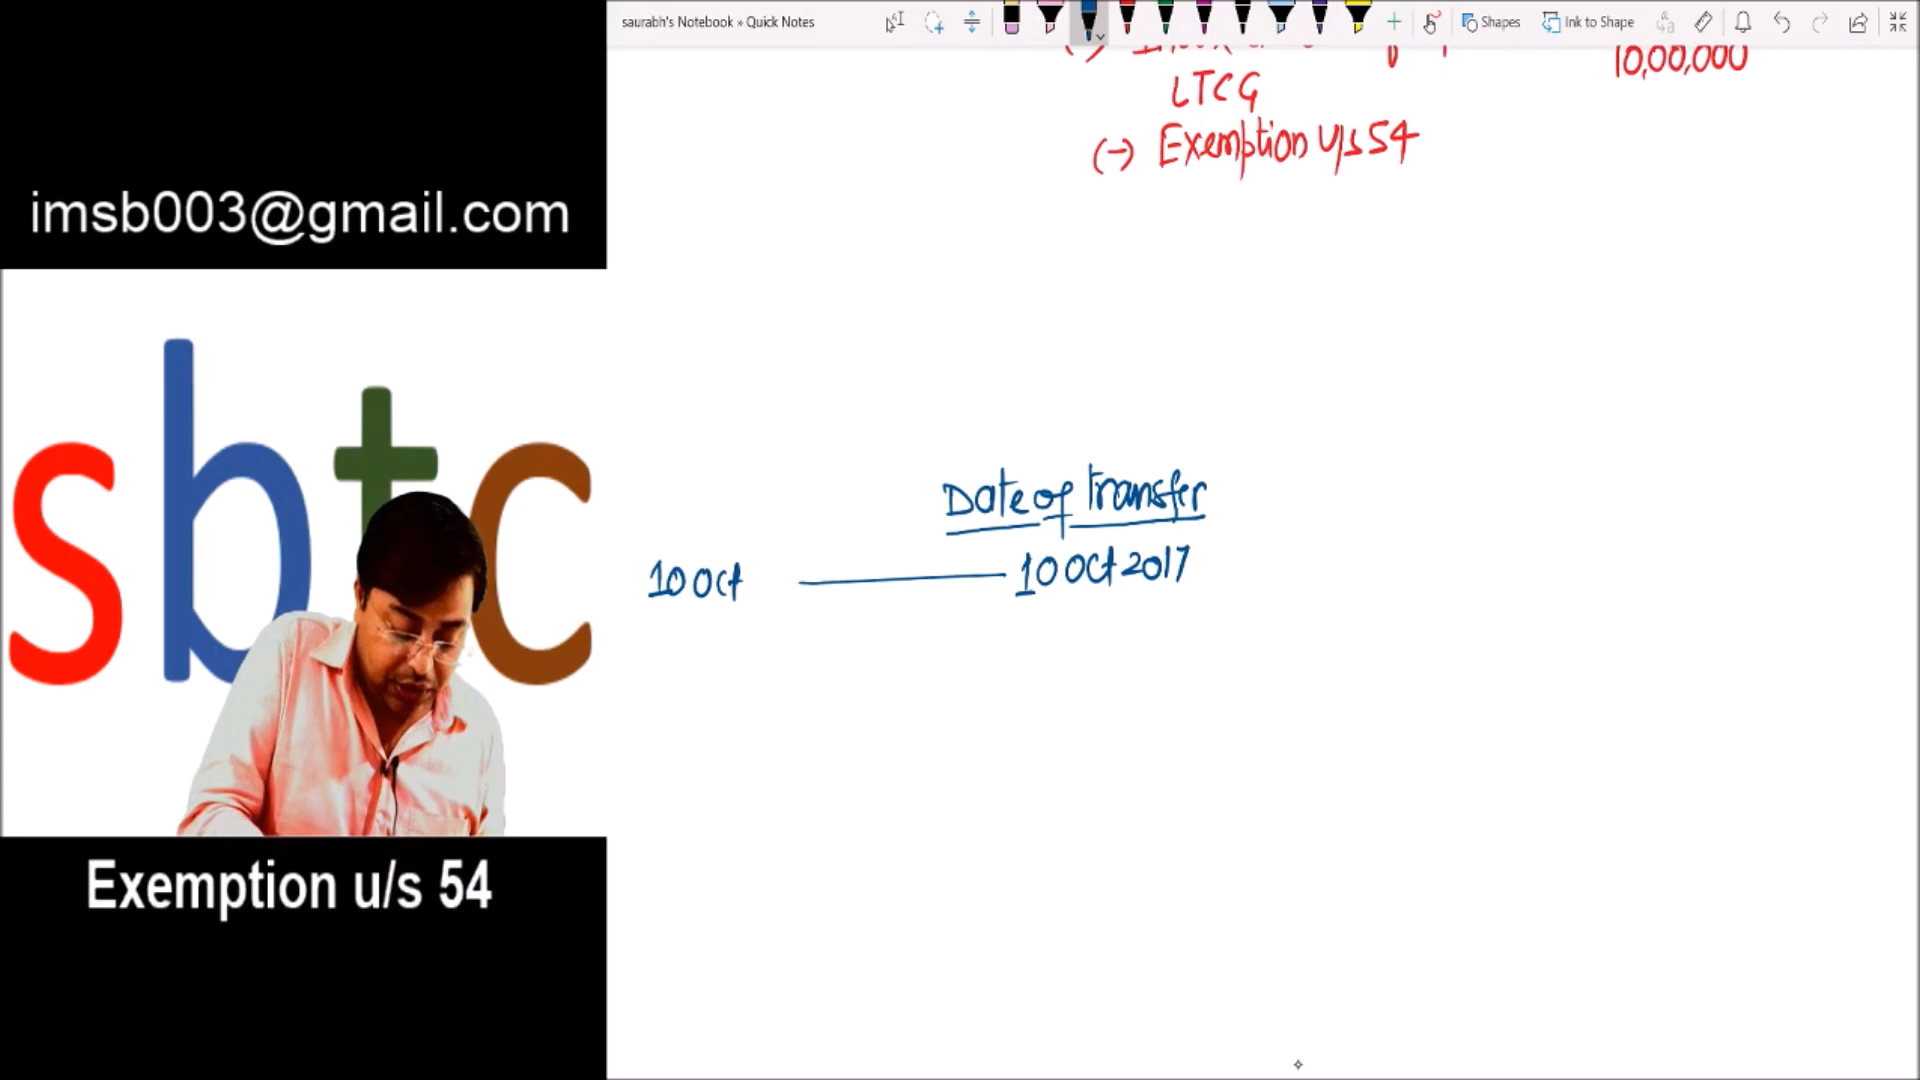 imsb003@gmail.com
sbtc
Exemption u/s 54
saurabh's Notebook » Quick Notes
Shapes
Ink to Shape
10,00,000
LTCG
(-) Exemption u/s 54
Date of transfer
10 Oct
10 Oct 2017